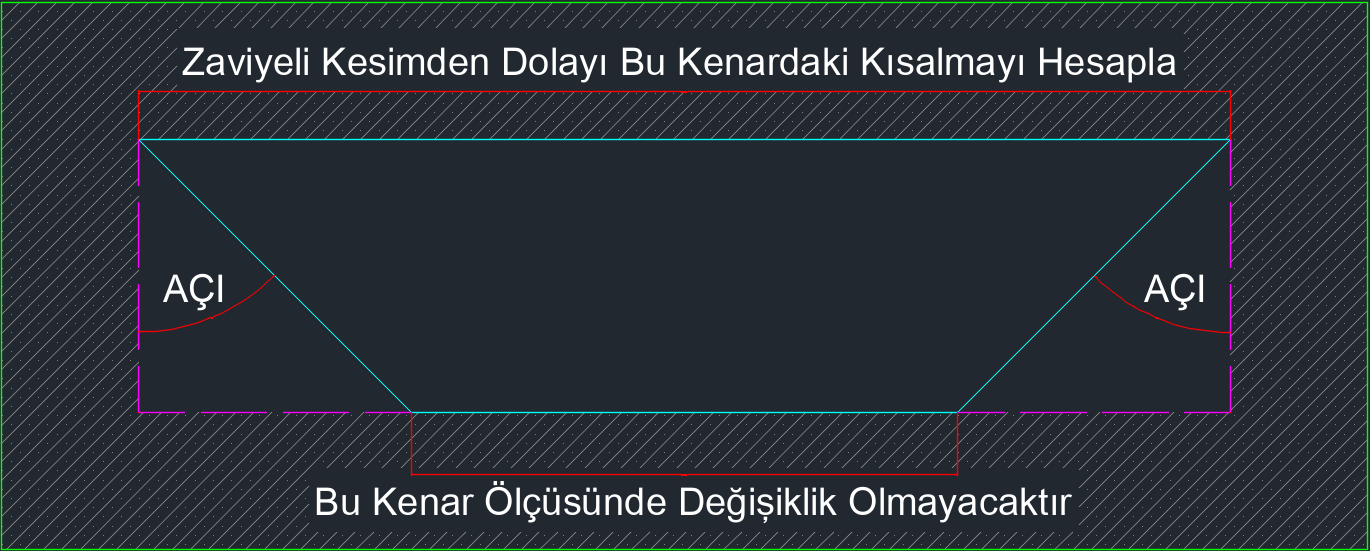 Zaviyeli Kesimden Dolayı Bu Kenardaki Kısalmayı Hesapla
AÇI
AÇI
Bu Kenar Ölçüsünde Değişiklik Olmayacaktır